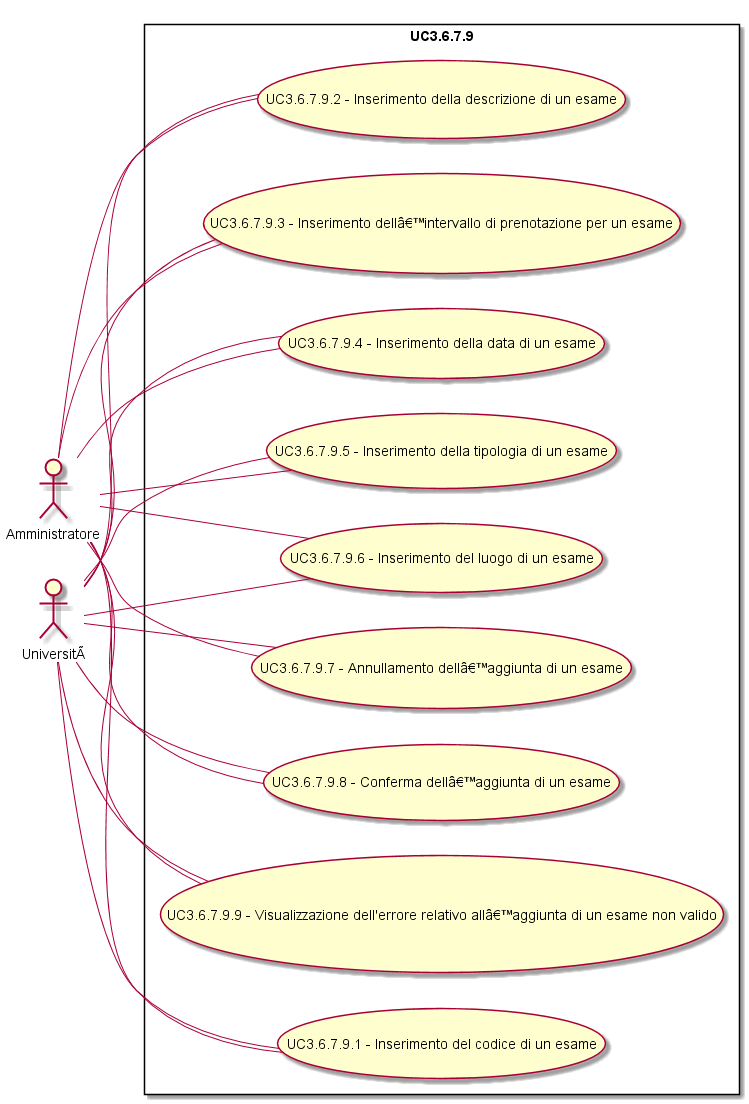 UC3.6.7.9
UC3.6.7.9.2 - Inserimento della descrizione di un esame
UC3.6.7.9.3 - Inserimento dellâ€™intervallo di prenotazione per un esame
UC3.6.7.9.4 - Inserimento della data di un esame
UC3.6.7.9.5 - Inserimento della tipologia di un esame
Amministratore
UC3.6.7.9.6 - Inserimento del luogo di un esame
UniversitÃ
UC3.6.7.9.7 - Annullamento dellâ€™aggiunta di un esame
UC3.6.7.9.8 - Conferma dellâ€™aggiunta di un esame
UC3.6.7.9.9 - Visualizzazione dell'errore relativo allâ€™aggiunta di un esame non valido
UC3.6.7.9.1 - Inserimento del codice di un esame